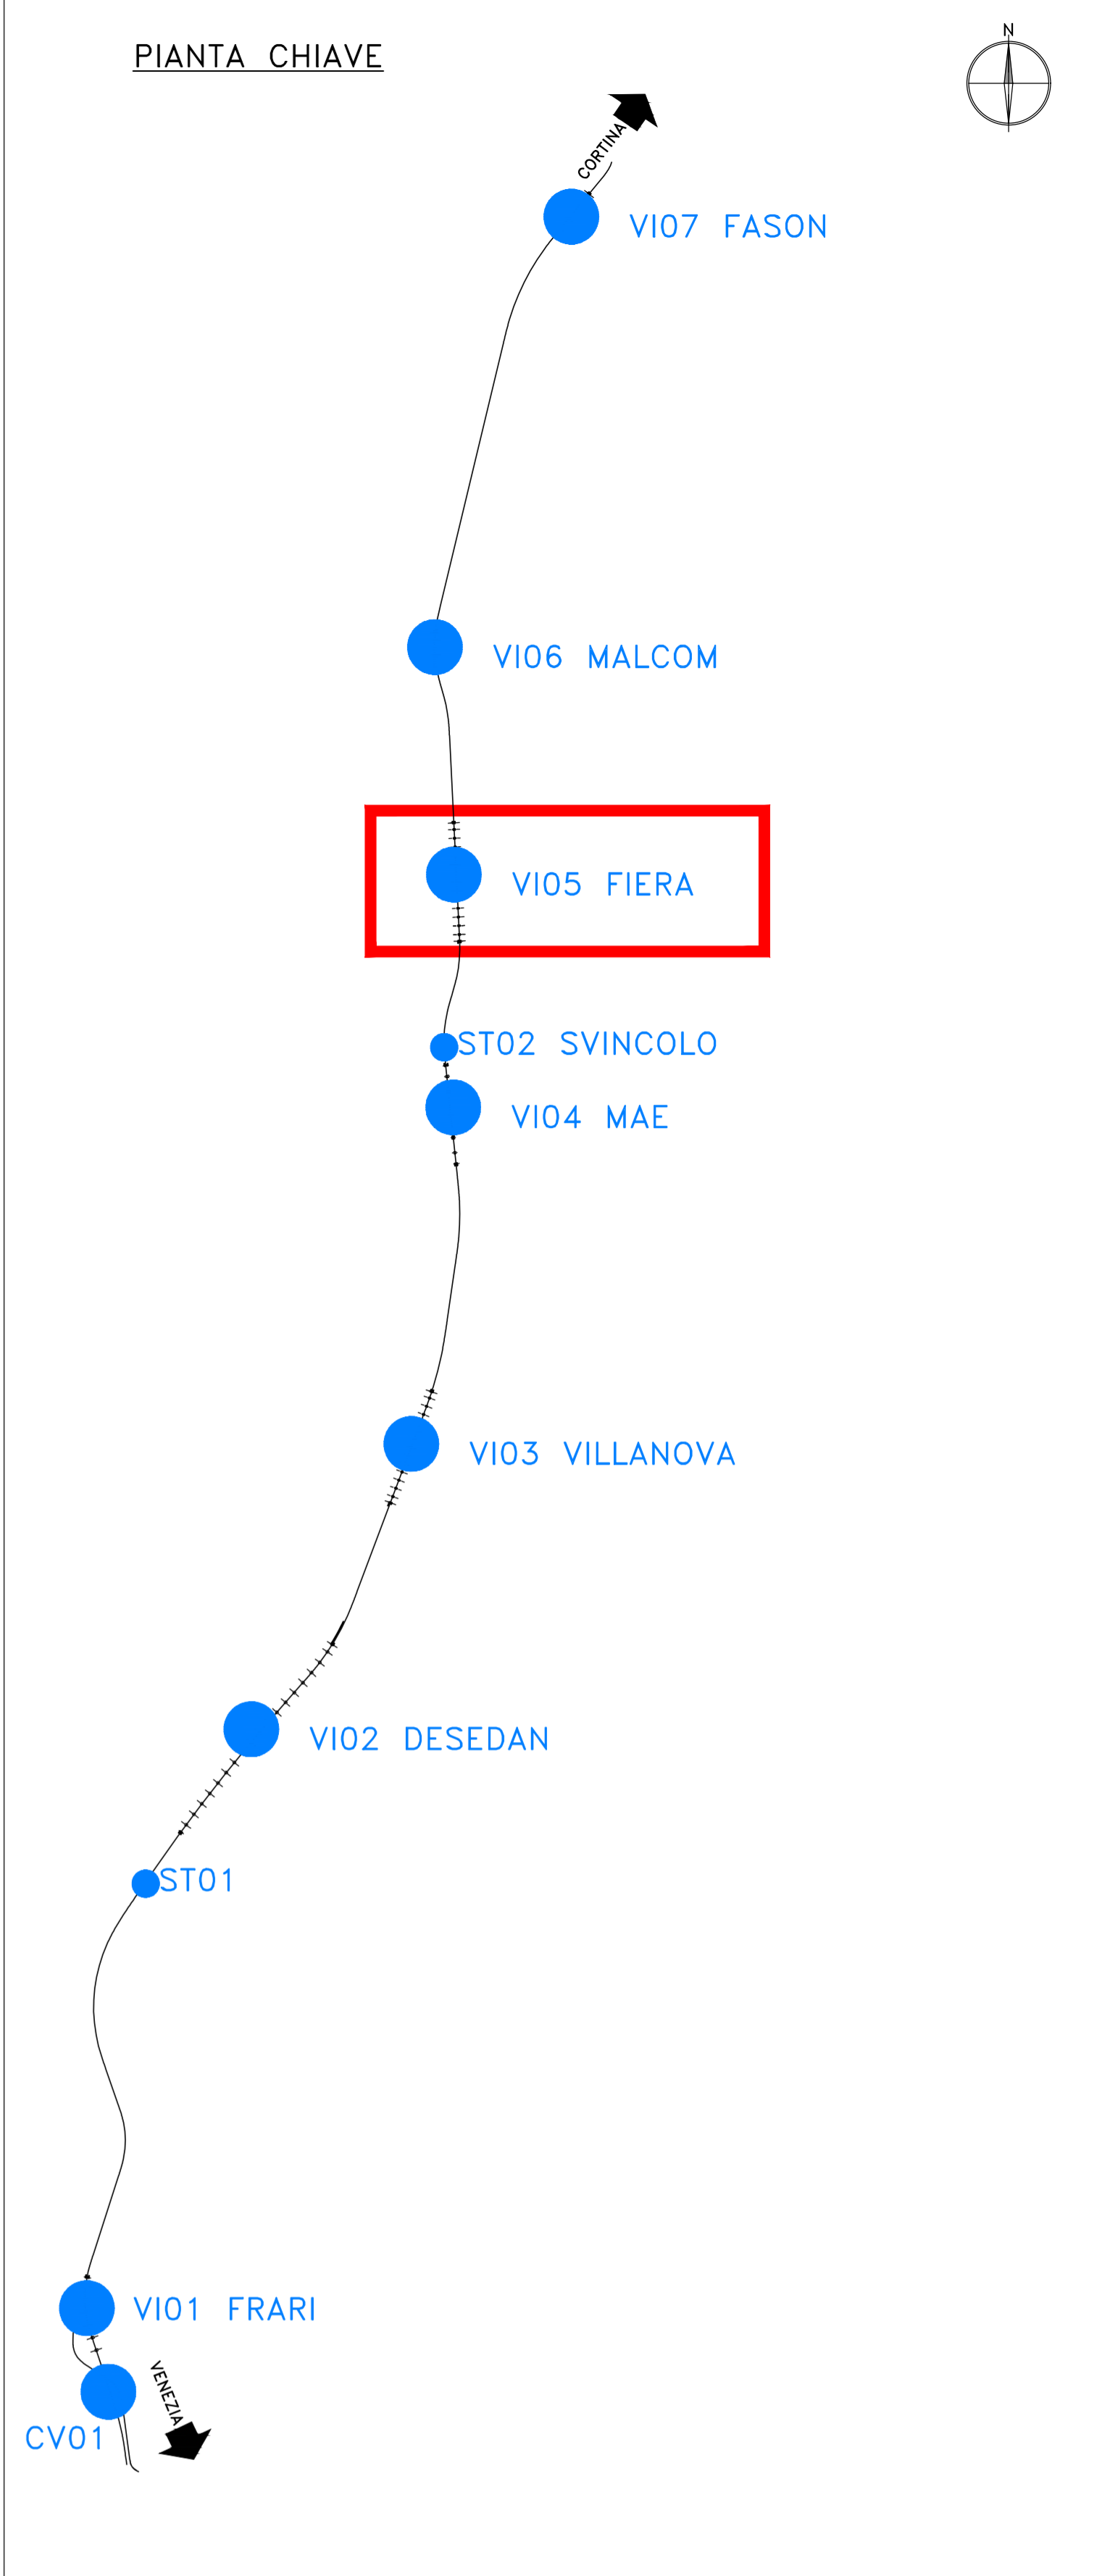 N
PIANTA CHIAVE
CORTINA
VI07 FASON
VI06 MALCOM
VI05 FIERA
ST02 SVINCOLO
VI04 MAE
VI03 VILLANOVA
VI02 DESEDAN
ST01
VI01 FRARI
VENEZIA
CV01